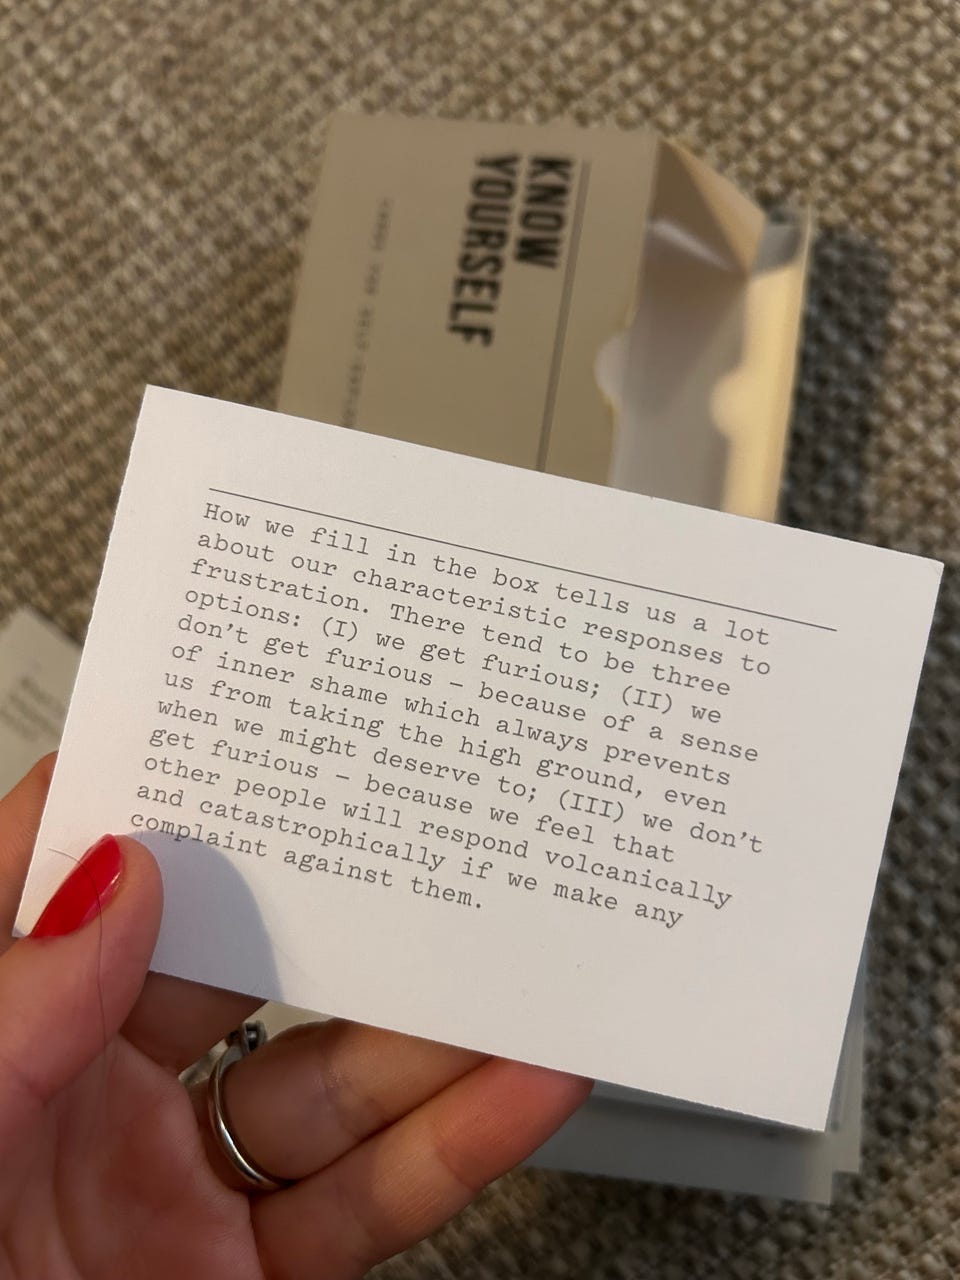 KNOW
YOURSELF
How we fill in the box tells us a lot
about our characteristic responses to
frustration. There tend to be three
options: (I) we get furious; (II) we
don't get furious – because of a sense
of inner shame which always prevents
us from taking the high ground, even
when we might deserve to; (III) we don't
get furious – because we feel that
other people will respond volcanically
and catastrophically if we make any
complaint against them.